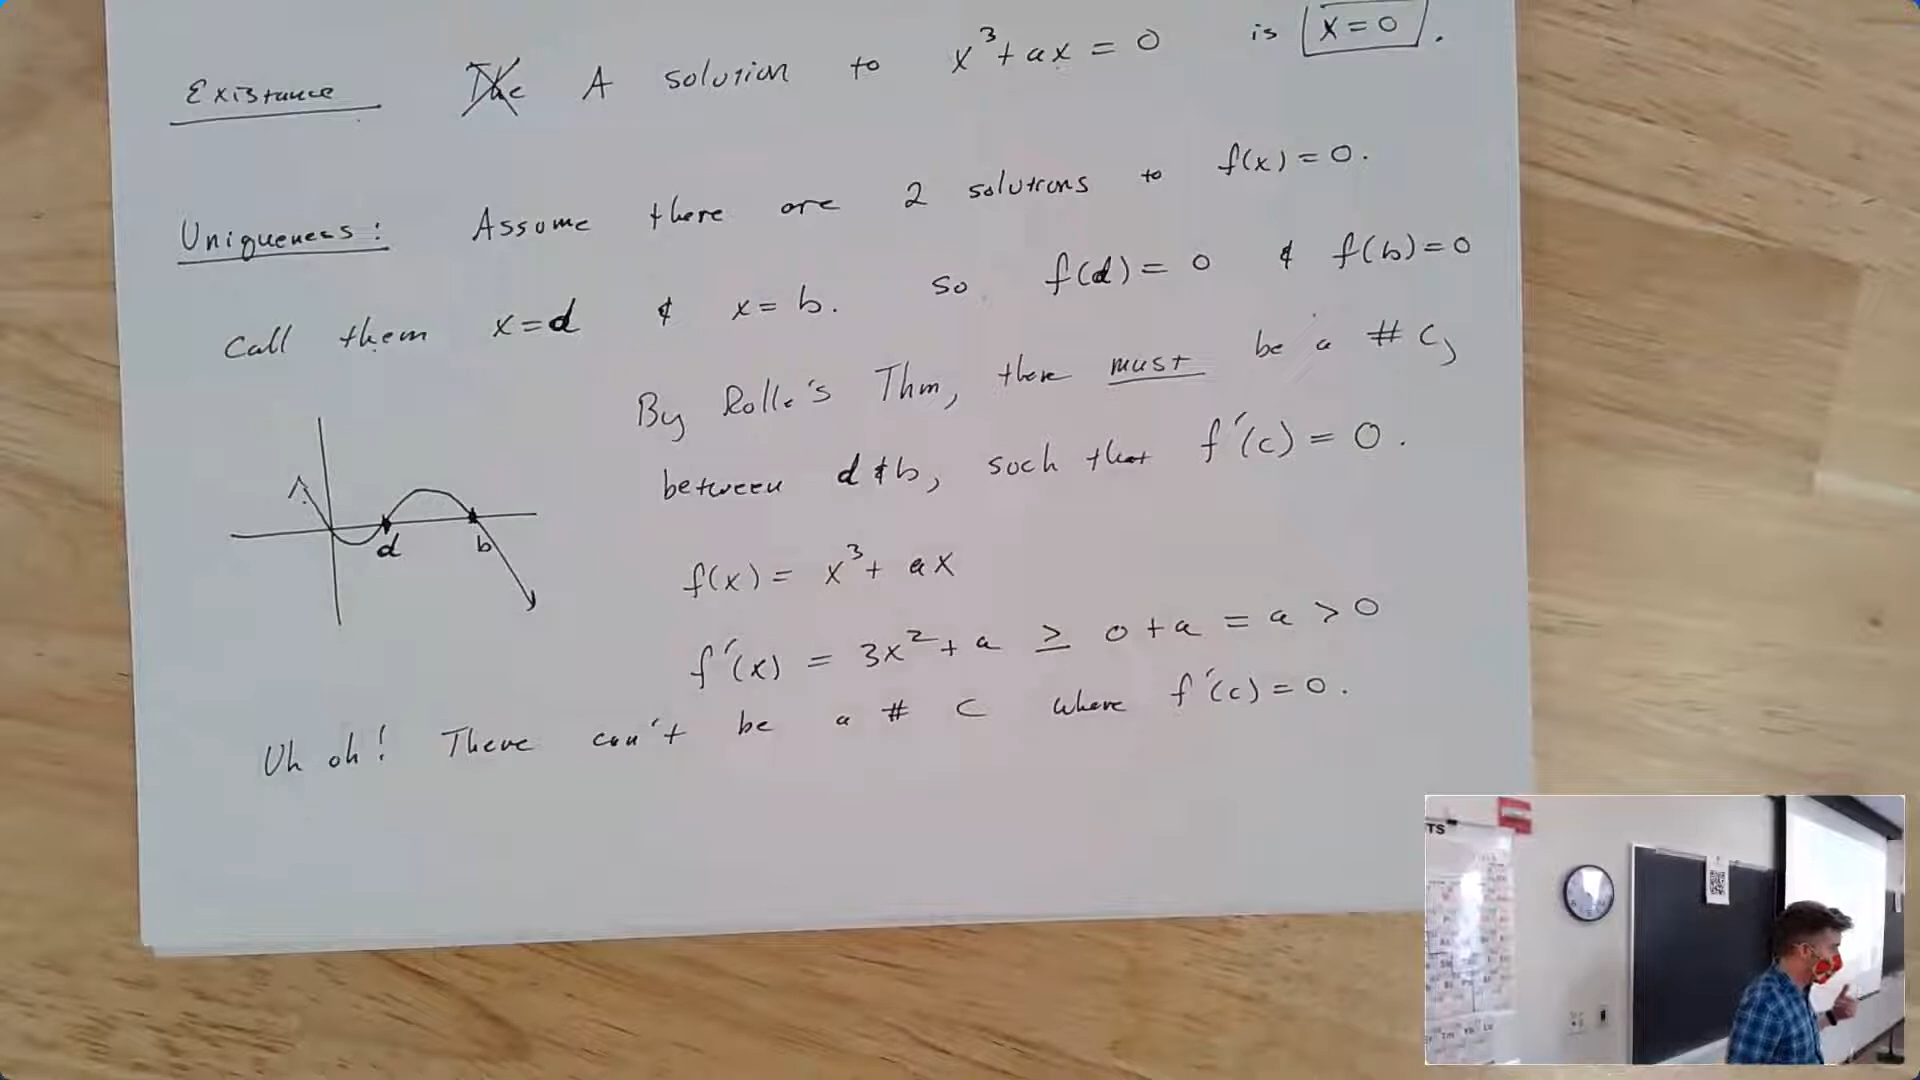 Existance The A solution to x³+ax = 0 is x=0.
Uniqueness: Assume there are 2 solutions to f(x)=0.
Call them x=d & x=b. So f(d)=0 & f(b)=0
By Rolle's Thm, there must be a # c,
between d&b, such that f'(c) = 0.
d b
f(x) = x³+ ax
f'(x) = 3x²+a ≥ 0+a = a > 0
Uh oh! There can't be a # c where f'(c)=0.
TS